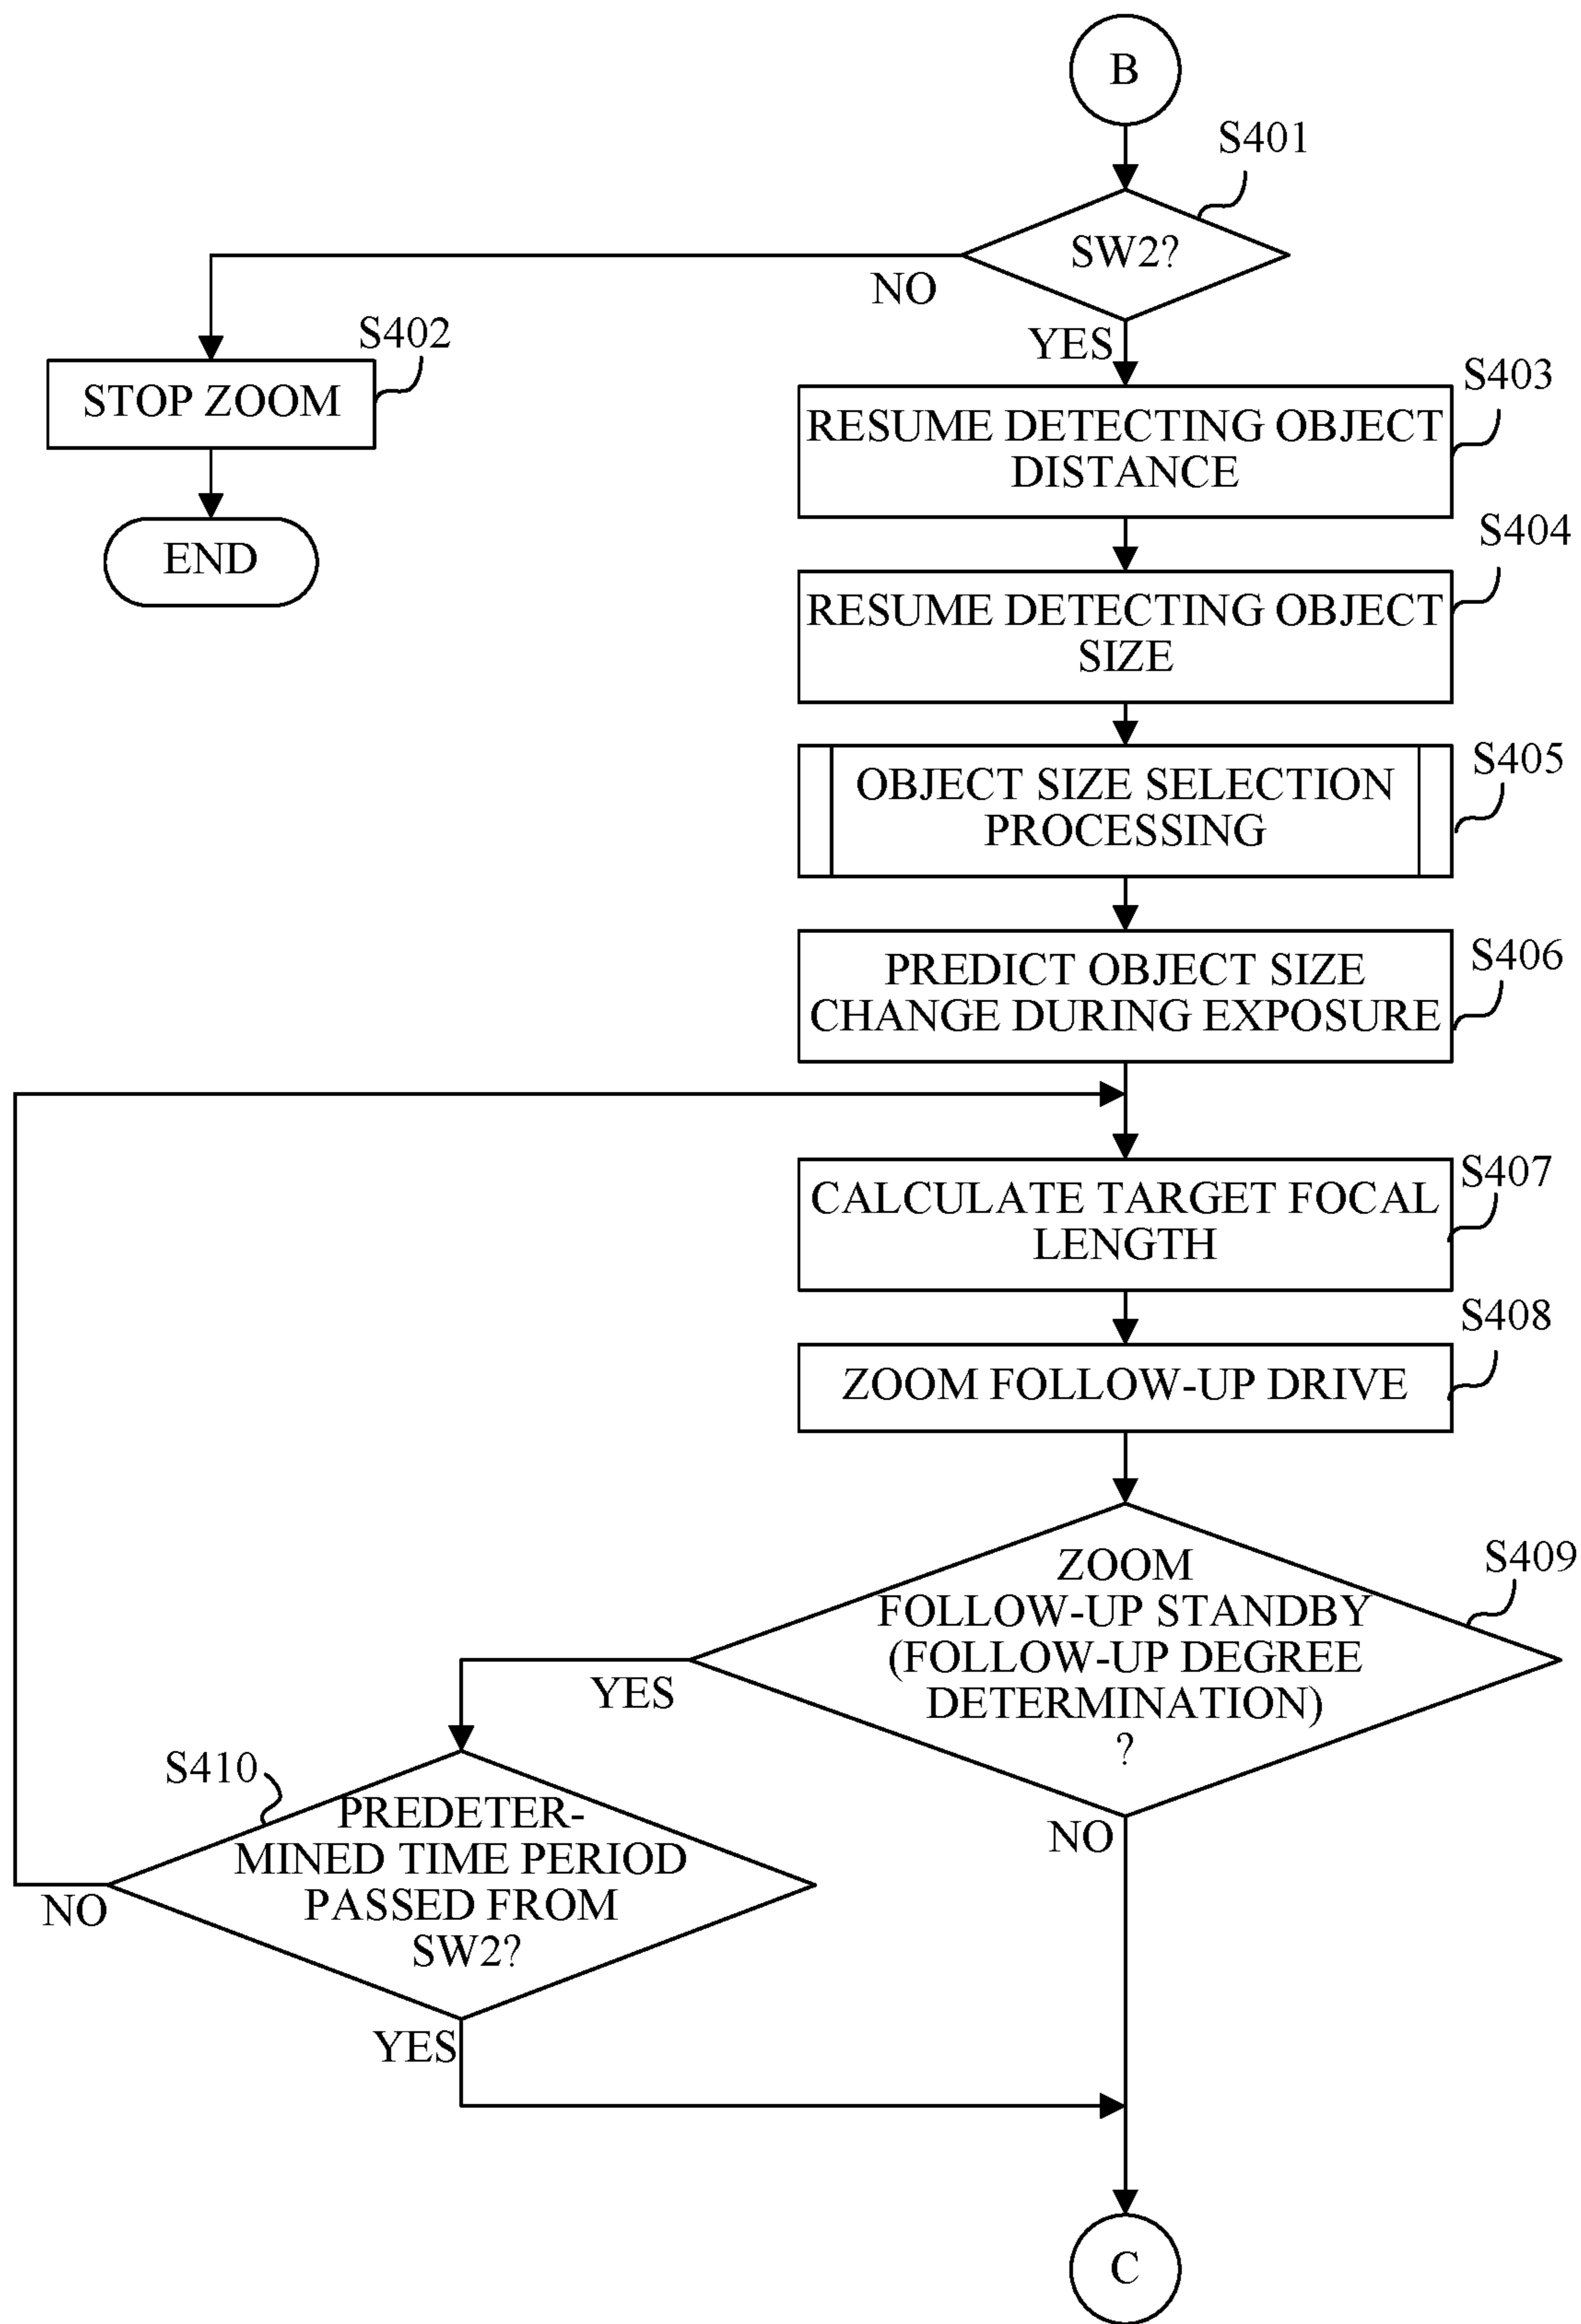 B
S401
SW2?
NO
YES
S402
STOP ZOOM
END
S403
RESUME DETECTING OBJECT
DISTANCE
S404
RESUME DETECTING OBJECT
SIZE
S405
OBJECT SIZE SELECTION
PROCESSING
S406
PREDICT OBJECT SIZE
CHANGE DURING EXPOSURE
S407
CALCULATE TARGET FOCAL
LENGTH
S408
ZOOM FOLLOW-UP DRIVE
S409
ZOOM
FOLLOW-UP STANDBY
(FOLLOW-UP DEGREE
DETERMINATION)
?
YES
NO
S410
PREDETER-
MINED TIME PERIOD
PASSED FROM
SW2?
NO
YES
C